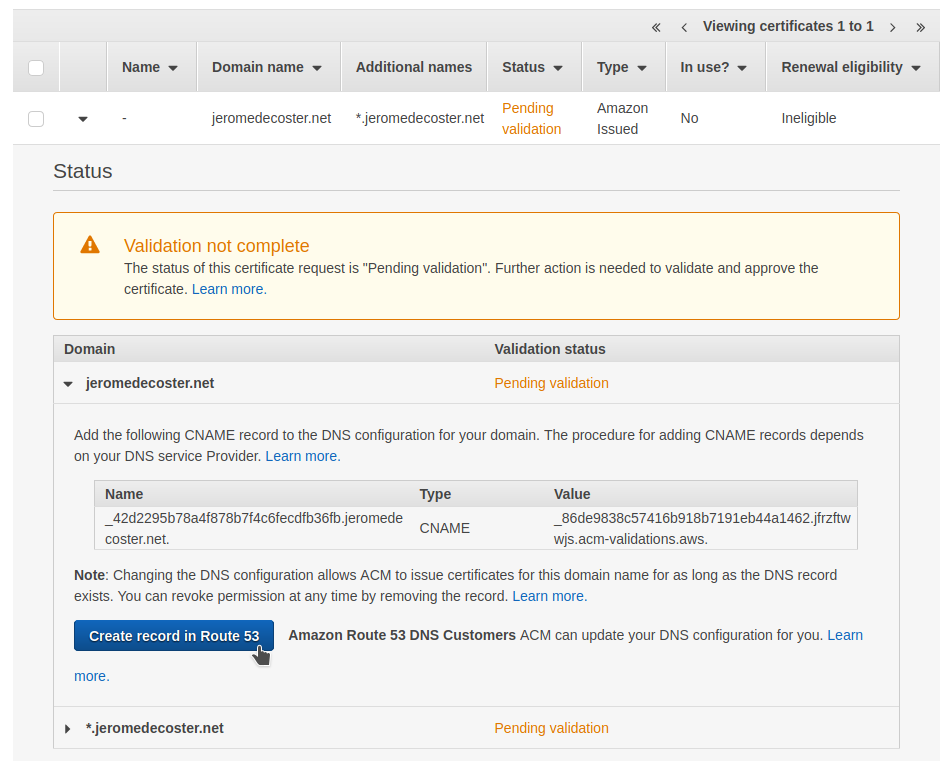 « ‹ Viewing certificates 1 to 1 › »
Name Domain name Additional names Status Type In use? Renewal eligibility
- jeromedecoster.net *.jeromedecoster.net Pending validation Amazon Issued No Ineligible
Status
Validation not complete
The status of this certificate request is "Pending validation". Further action is needed to validate and approve the
certificate. Learn more.
Domain Validation status
jeromedecoster.net Pending validation
Add the following CNAME record to the DNS configuration for your domain. The procedure for adding CNAME records depends
on your DNS service Provider. Learn more.
Name Type Value
_42d2295b78a4f878b7f4c6fecdfb36fb.jeromede CNAME _86de9838c57416b918b7191eb44a1462.jfrzftw
coster.net. wwjs.acm-validations.aws.
Note: Changing the DNS configuration allows ACM to issue certificates for this domain name for as long as the DNS record
exists. You can revoke permission at any time by removing the record. Learn more.
Create record in Route 53 Amazon Route 53 DNS Customers ACM can update your DNS configuration for you. Learn
more.
*.jeromedecoster.net Pending validation